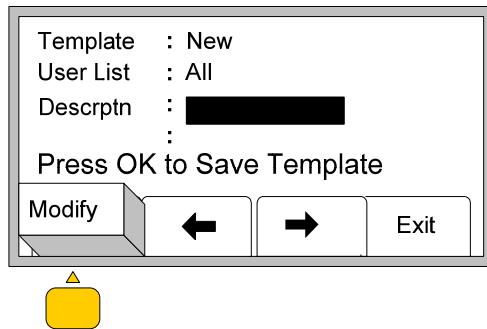 Template : New
User List : All
Descrptn :
:
Press OK to Save Template
Modify
Exit